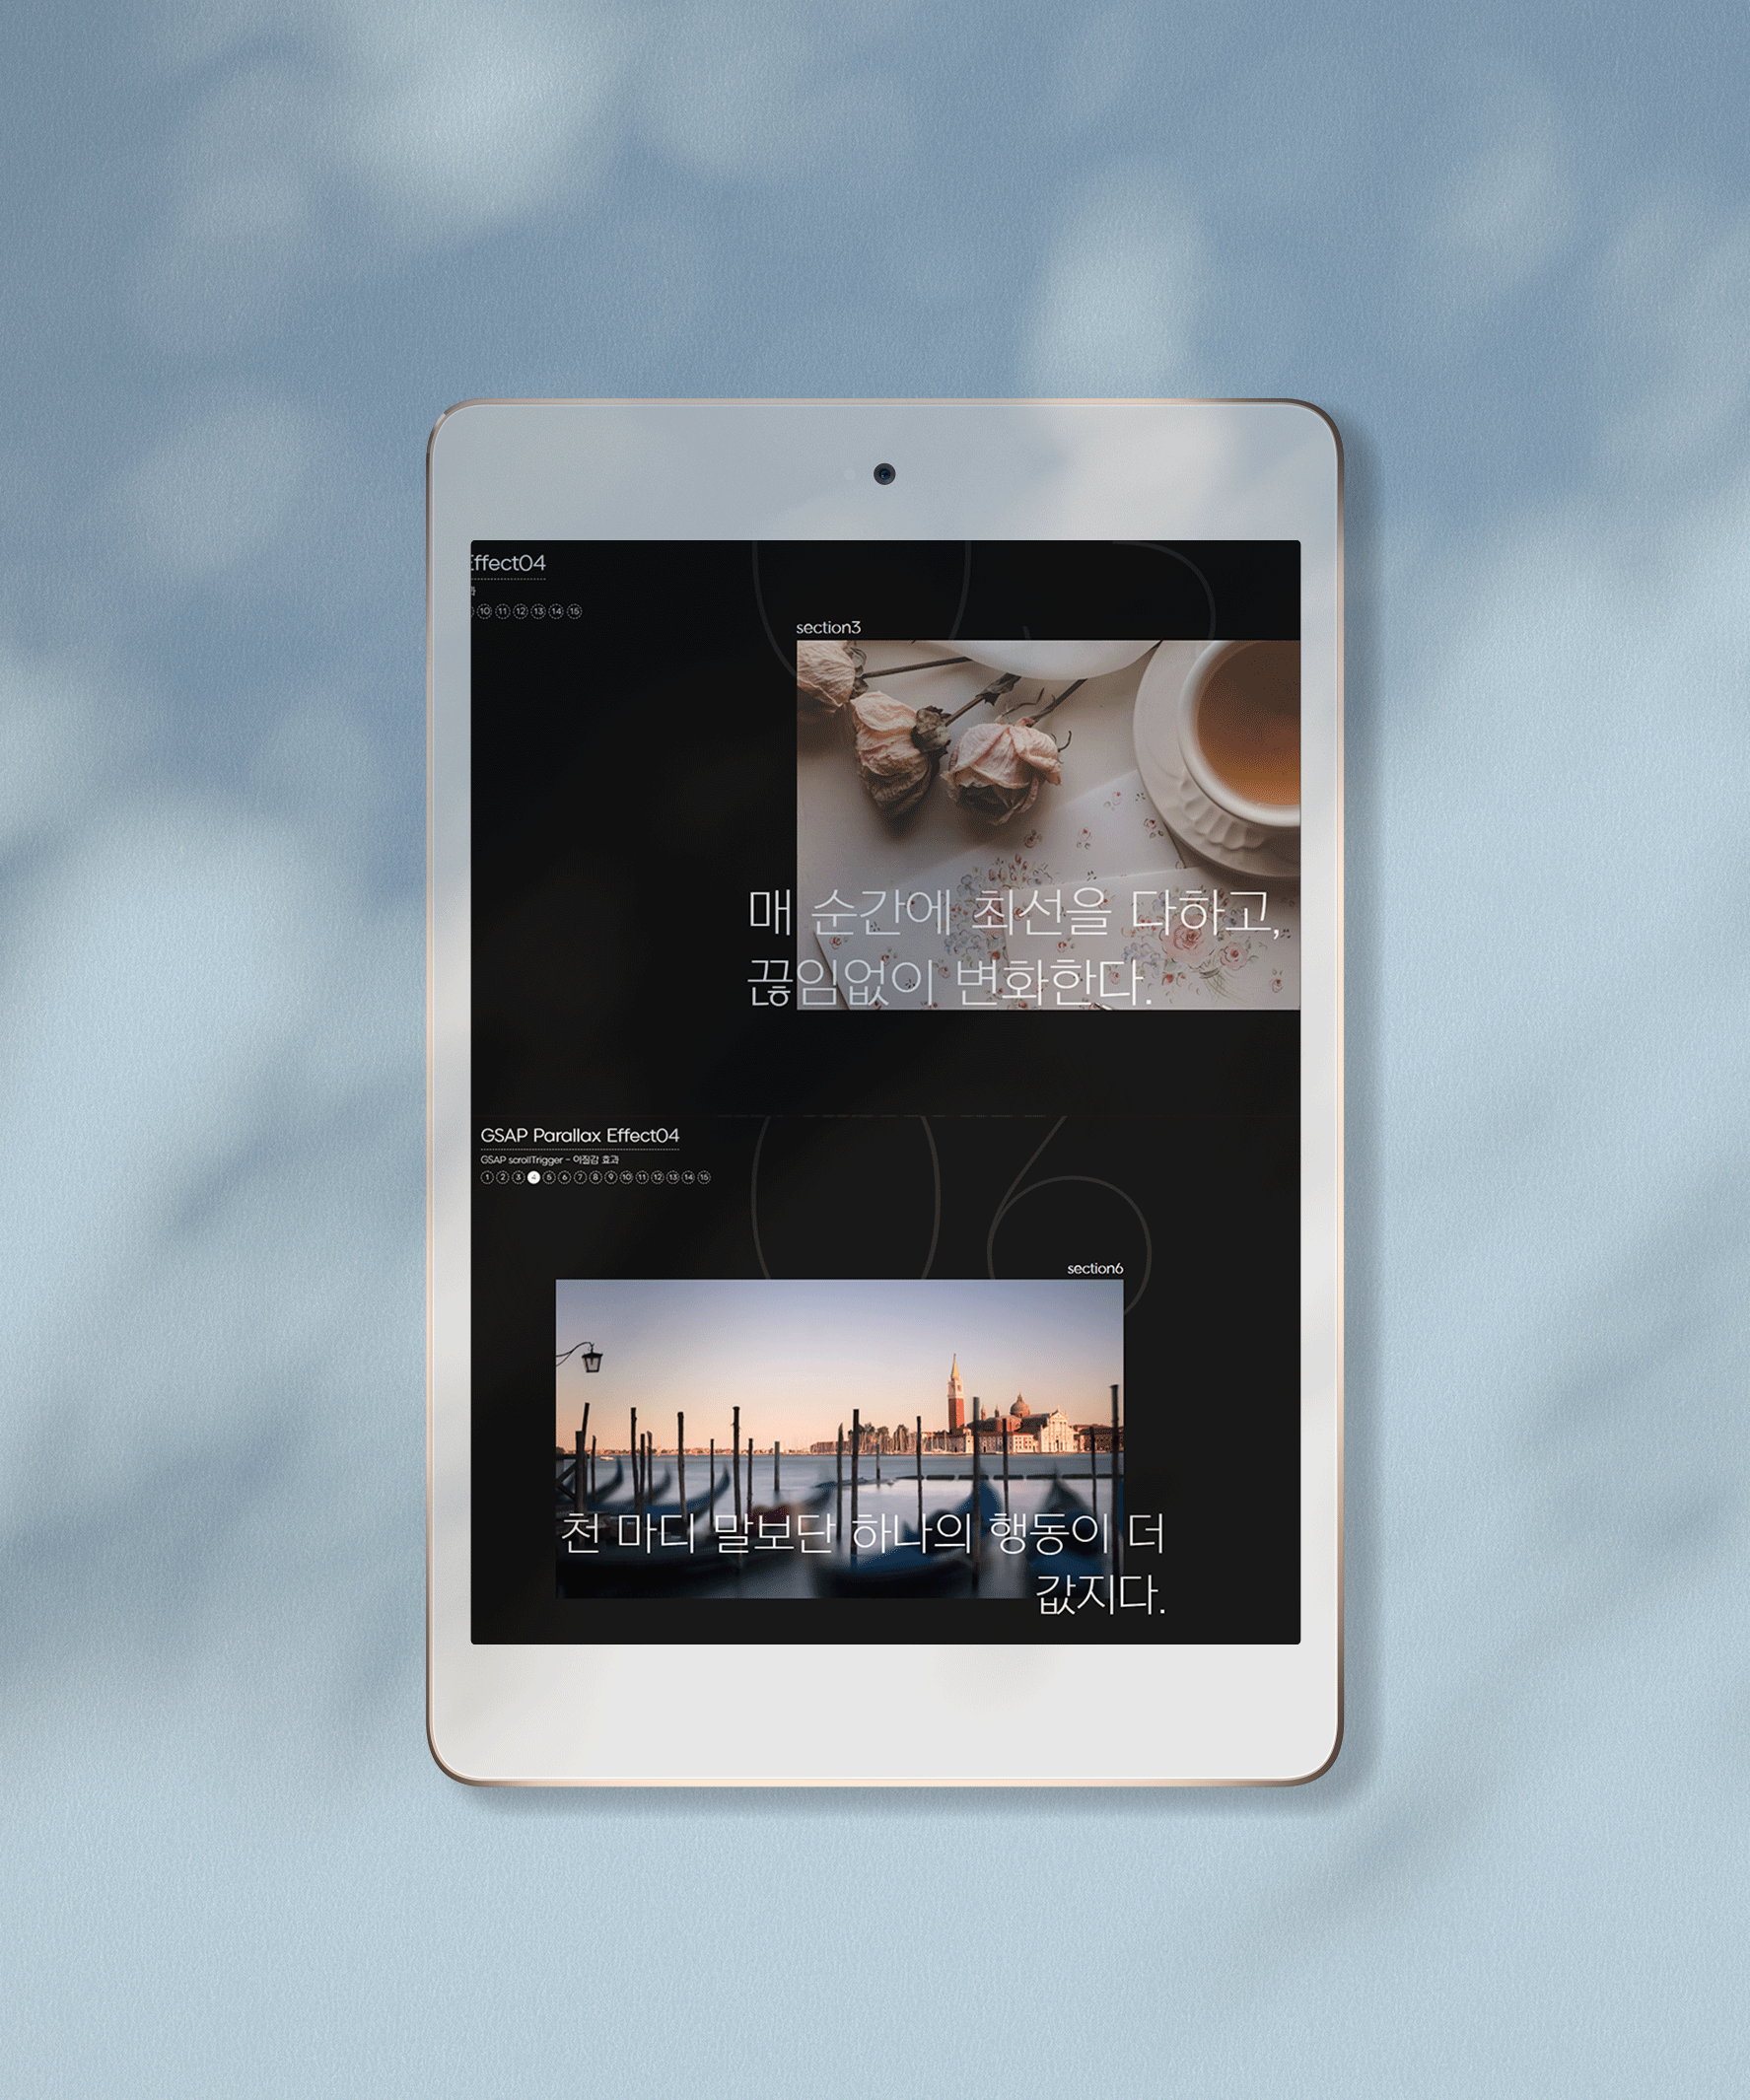 Effect04
10 11 12 13 14 15
03
section3
매 순간에 최선을 다하고,
끊임없이 변화한다.
GSAP Parallax Effect04
GSAP scrollTrigger - 이질감 효과
1 2 3 4 5 6 7 8 9 10 11 12 13 14 15
06
section6
천 마디 말보단 하나의 행동이 더
값지다.